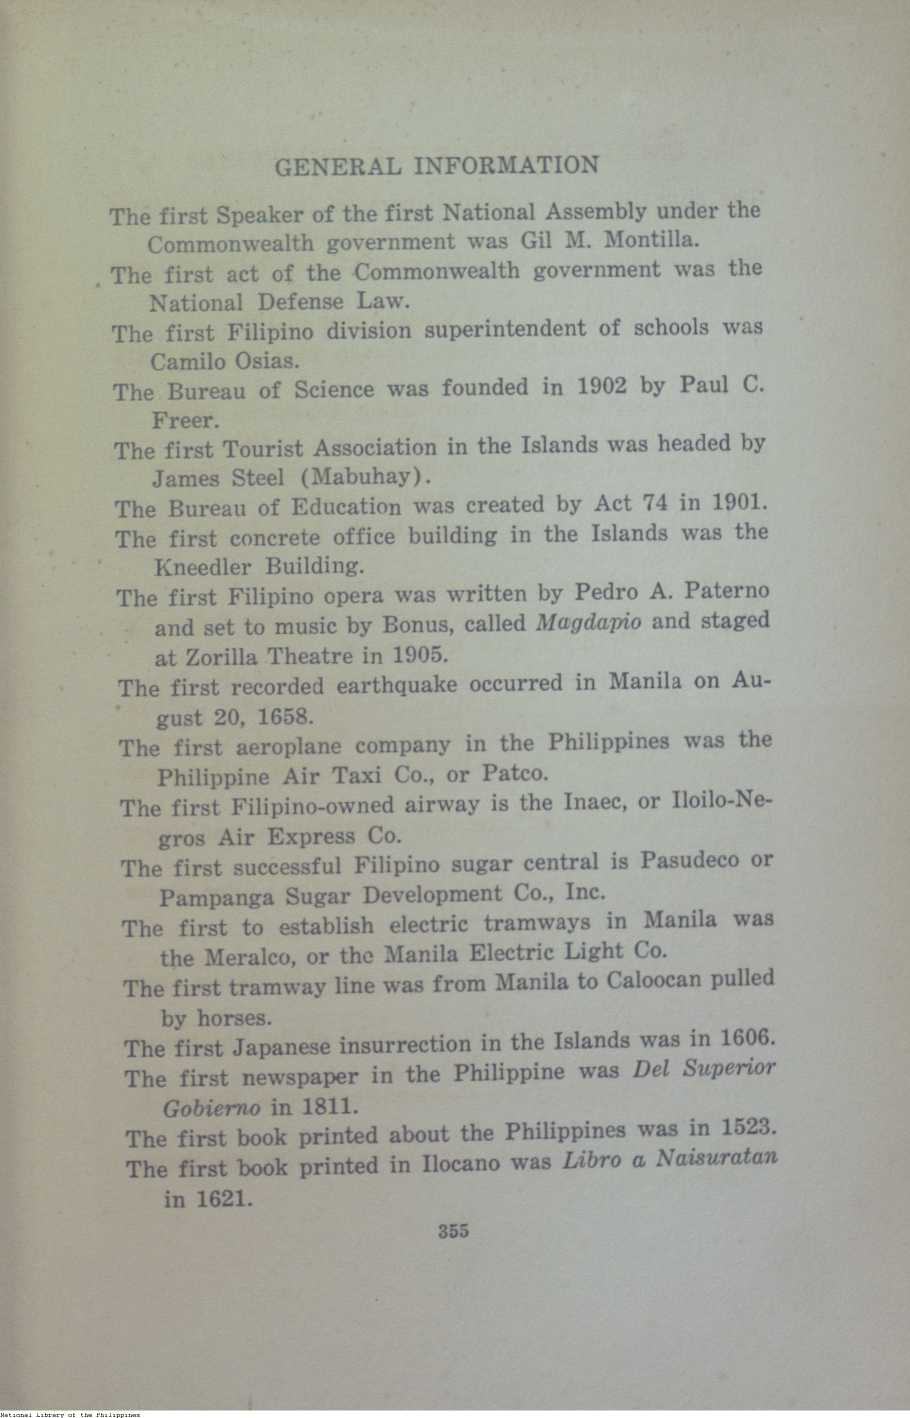 GENERAL INFORMATION
The first Speaker of the first National Assembly under the
Commonwealth government was Gil M. Montilla.
The first act of the Commonwealth government was the
National Defense Law.
The first Filipino division superintendent of schools was
Camilo Osias.
The Bureau of Science was founded in 1902 by Paul C.
Freer.
The first Tourist Association in the Islands was headed by
James Steel (Mabuhay).
The Bureau of Education was created by Act 74 in 1901.
The first concrete office building in the Islands was the
Kneedler Building.
The first Filipino opera was written by Pedro A. Paterno
and set to music by Bonus, called Magdapio and staged
at Zorilla Theatre in 1905.
The first recorded earthquake occurred in Manila on Au-
gust 20, 1658.
The first aeroplane company in the Philippines was the
Philippine Air Taxi Co., or Patco.
The first Filipino-owned airway is the Inaec, or Iloilo-Ne-
gros Air Express Co.
The first successful Filipino sugar central is Pasudeco or
Pampanga Sugar Development Co., Inc.
The first to establish electric tramways in Manila was
the Meralco, or the Manila Electric Light Co.
The first tramway line was from Manila to Caloocan pulled
by horses.
The first Japanese insurrection in the Islands was in 1606.
The first newspaper in the Philippine was Del Superior
Gobierno in 1811.
The first book printed about the Philippines was in 1523.
The first book printed in Ilocano was Libro a Naisuratan
in 1621.
355
National Library of the Philippines